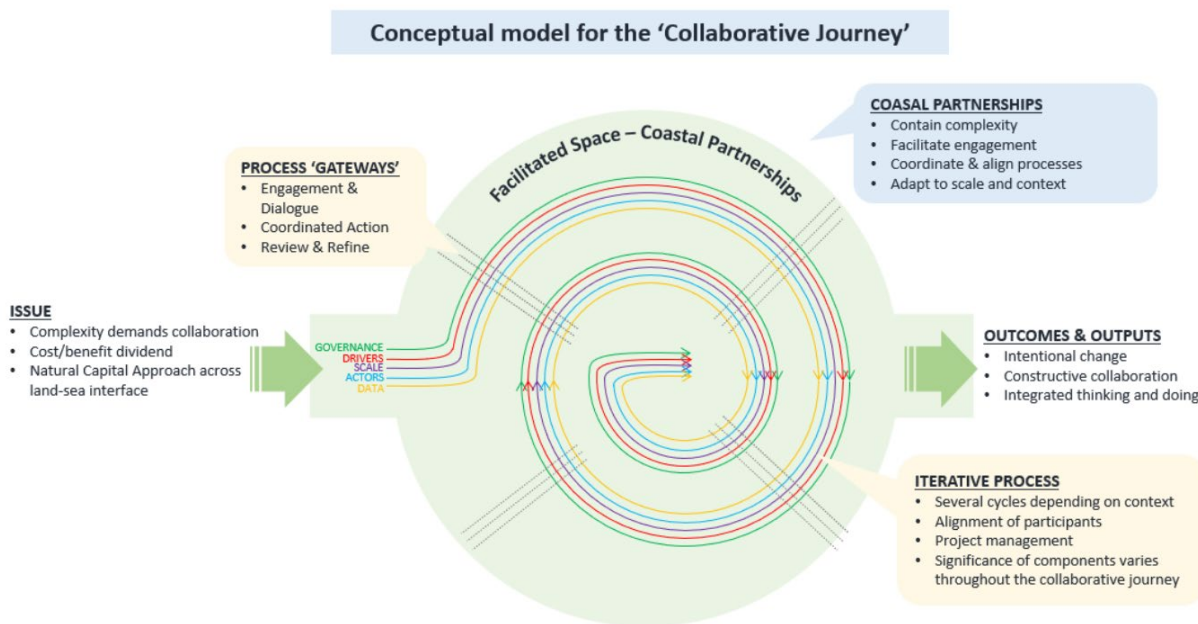 Conceptual model for the ‘Collaborative Journey’
COASAL PARTNERSHIPS
• Contain complexity
• Facilitate engagement
• Coordinate & align processes
• Adapt to scale and context
Facilitated Space – Coastal Partnerships
PROCESS ‘GATEWAYS’
• Engagement &
Dialogue
• Coordinated Action
• Review & Refine
ISSUE
• Complexity demands collaboration
• Cost/benefit dividend
• Natural Capital Approach across
land-sea interface
GOVERNANCE
DRIVERS
SCALE
ACTORS
DATA
OUTCOMES & OUTPUTS
• Intentional change
• Constructive collaboration
• Integrated thinking and doing
ITERATIVE PROCESS
• Several cycles depending on context
• Alignment of participants
• Project management
• Significance of components varies
throughout the collaborative journey